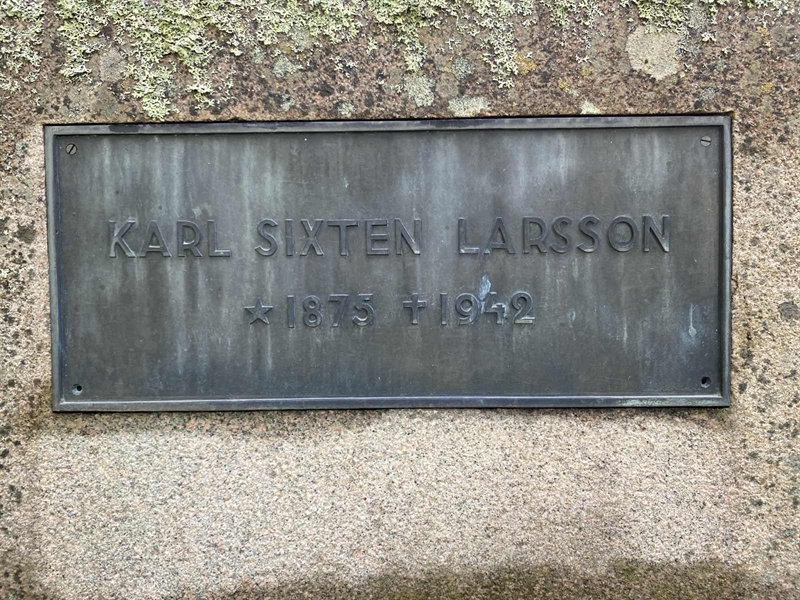 KARL SIXTEN LARSSON
★ 1875 ✝ 1942